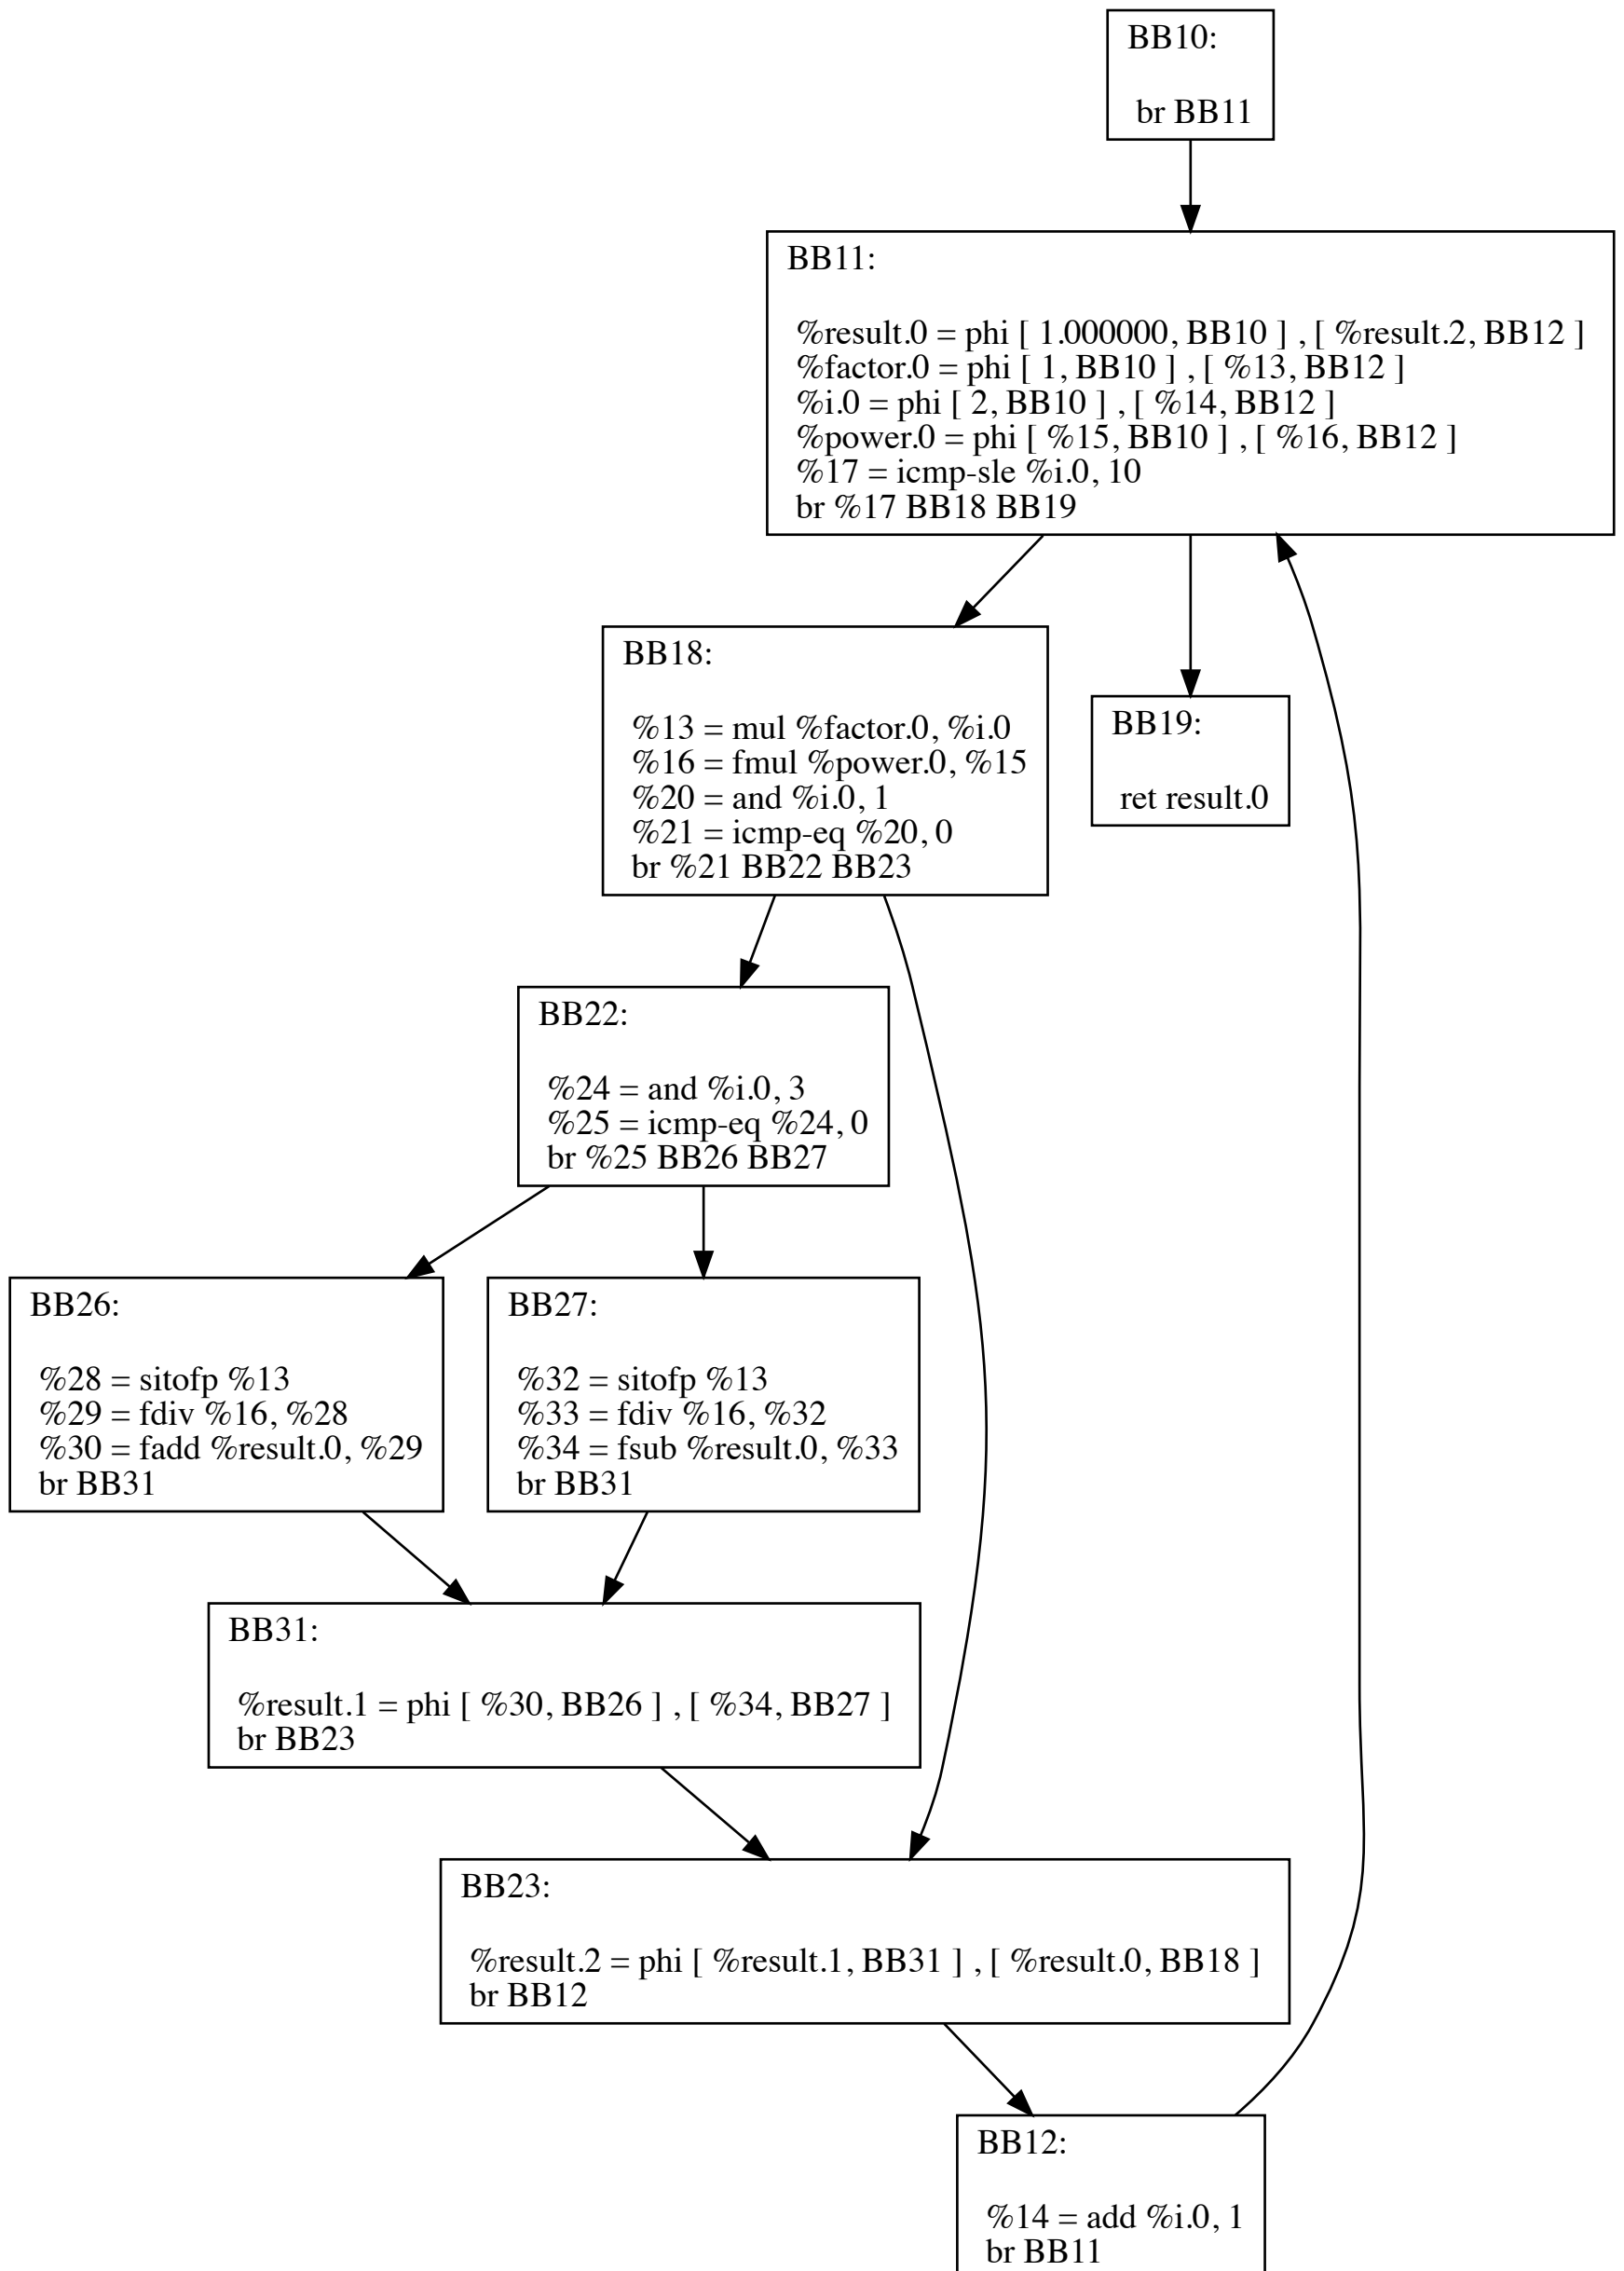 BB10:
br BB11
BB11:
%result.0 = phi [ 1.000000, BB10 ] , [ %result.2, BB12 ]
%factor.0 = phi [ 1, BB10 ] , [ %13, BB12 ]
%i.0 = phi [ 2, BB10 ] , [ %14, BB12 ]
%power.0 = phi [ %15, BB10 ] , [ %16, BB12 ]
%17 = icmp-sle %i.0, 10
br %17 BB18 BB19
BB18:
%13 = mul %factor.0, %i.0
%16 = fmul %power.0, %15
%20 = and %i.0, 1
%21 = icmp-eq %20, 0
br %21 BB22 BB23
BB19:
ret result.0
BB22:
%24 = and %i.0, 3
%25 = icmp-eq %24, 0
br %25 BB26 BB27
BB26:
%28 = sitofp %13
%29 = fdiv %16, %28
%30 = fadd %result.0, %29
br BB31
BB27:
%32 = sitofp %13
%33 = fdiv %16, %32
%34 = fsub %result.0, %33
br BB31
BB31:
%result.1 = phi [ %30, BB26 ] , [ %34, BB27 ]
br BB23
BB23:
%result.2 = phi [ %result.1, BB31 ] , [ %result.0, BB18 ]
br BB12
BB12:
%14 = add %i.0, 1
br BB11